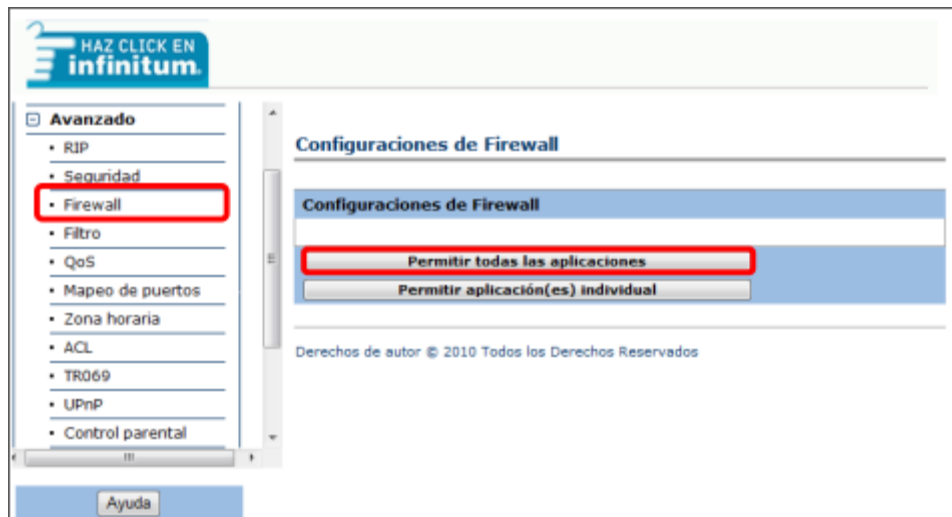 HAZ CLICK EN
infinitum.
Avanzado
RIP
Seguridad
Firewall
Filtro
QoS
Mapeo de puertos
Zona horaria
ACL
TR069
UPnP
Control parental
Ayuda
Configuraciones de Firewall
Configuraciones de Firewall
Permitir todas las aplicaciones
Permitir aplicación(es) individual
Derechos de autor © 2010 Todos los Derechos Reservados